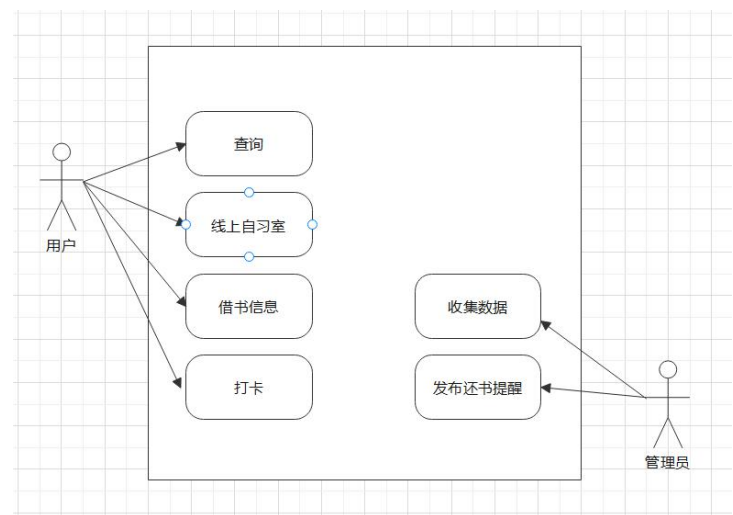 查询
线上自习室
用户
借书信息
收集数据
打卡
发布还书提醒
管理员